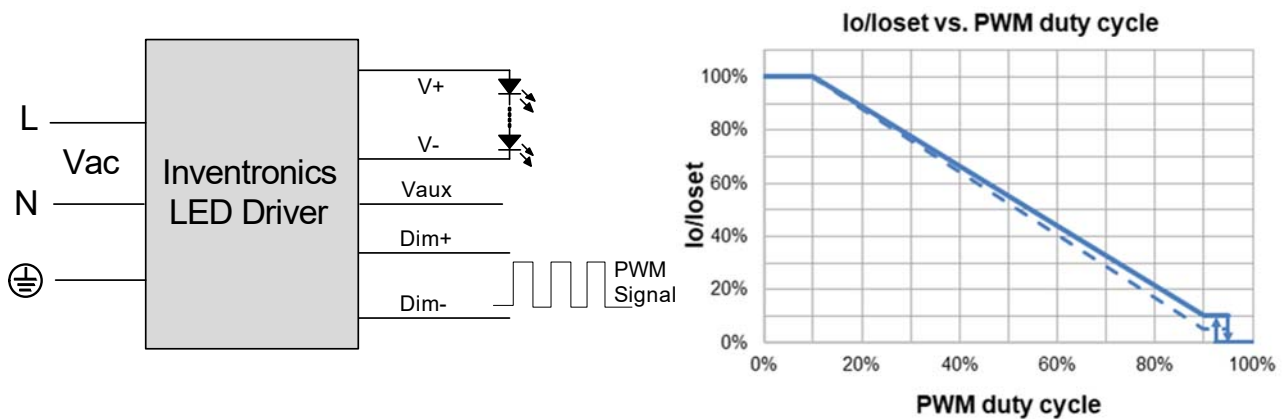 L
Vac
N
Inventronics
LED Driver
V+
V-
Vaux
Dim+
Dim-
PWM
Signal
Io/Ioset vs. PWM duty cycle
Io/Ioset
100%
80%
60%
40%
20%
0%
0%
20%
40%
60%
80%
100%
PWM duty cycle